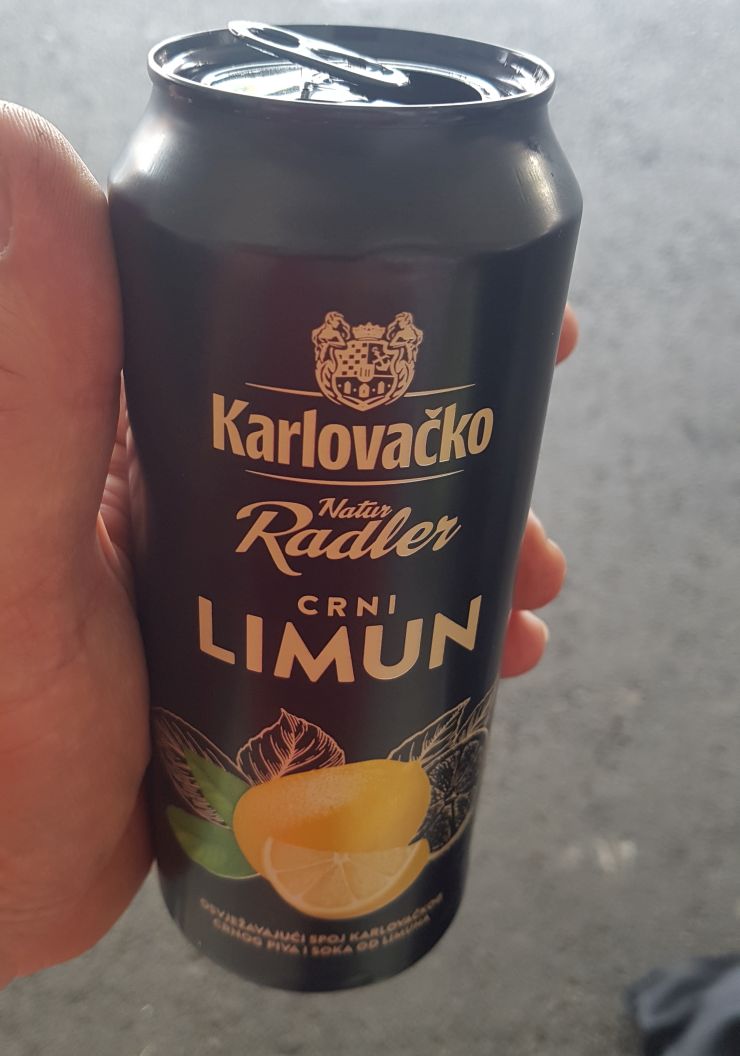 Karlovačko
Natur
Radler
CRNI
LIMUN
OSVJEŽAVAJUĆI SPOJ KARLOVAČKOG
CRNOG PIVA I SOKA OD LIMUNA